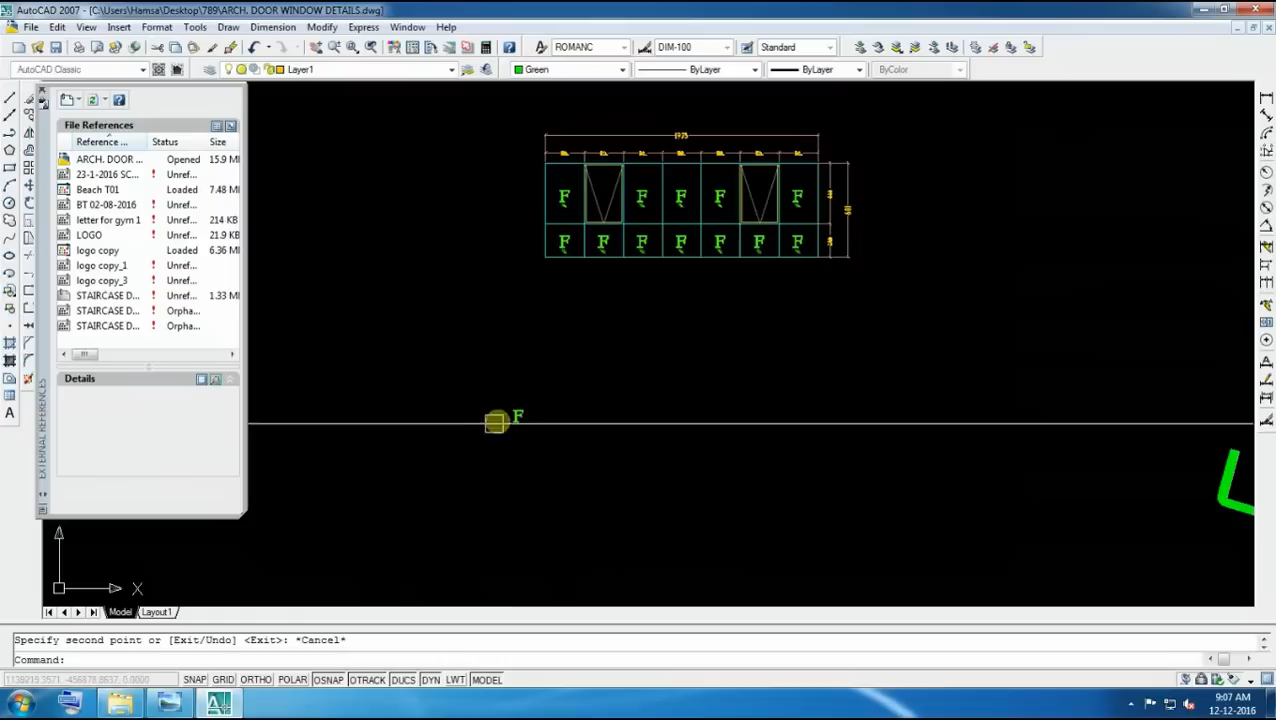 AutoCAD 2007 - [C:\Users\Hamsa\Desktop\789\ARCH. DOOR WINDOW DETAILS.dwg]
File Edit View Insert Format Tools Draw Dimension Modify Express Window Help
ROMANC DIM-100 Standard
AutoCAD Classic Layer1 Green ByLayer ByLayer ByColor
File References
Reference ... Status Size
ARCH. DOOR ... Opened 15.9 M
23-1-2016 SC... Unref...
Beach T01 Loaded 7.48 M
BT 02-08-2016 Unref...
letter for gym 1 Unref... 214 KB
LOGO Unref... 21.9 K
logo copy Loaded 6.36 M
logo copy_1 Unref...
logo copy_3 Unref...
STAIRCASE D... Unref... 1.33 M
STAIRCASE D... Orpha...
STAIRCASE D... Orpha...
Details
EXTERNAL REFERENCES
F F F F F
F F F F F F F
F
X
Model Layout1
Specify second point or [Exit/Undo] <Exit>: *Cancel*
Command:
1139219.3571, -456878.8637, 0.0000 SNAP GRID ORTHO POLAR OSNAP OTRACK DUCS DYN LWT MODEL
9:07 AM
12-12-2016